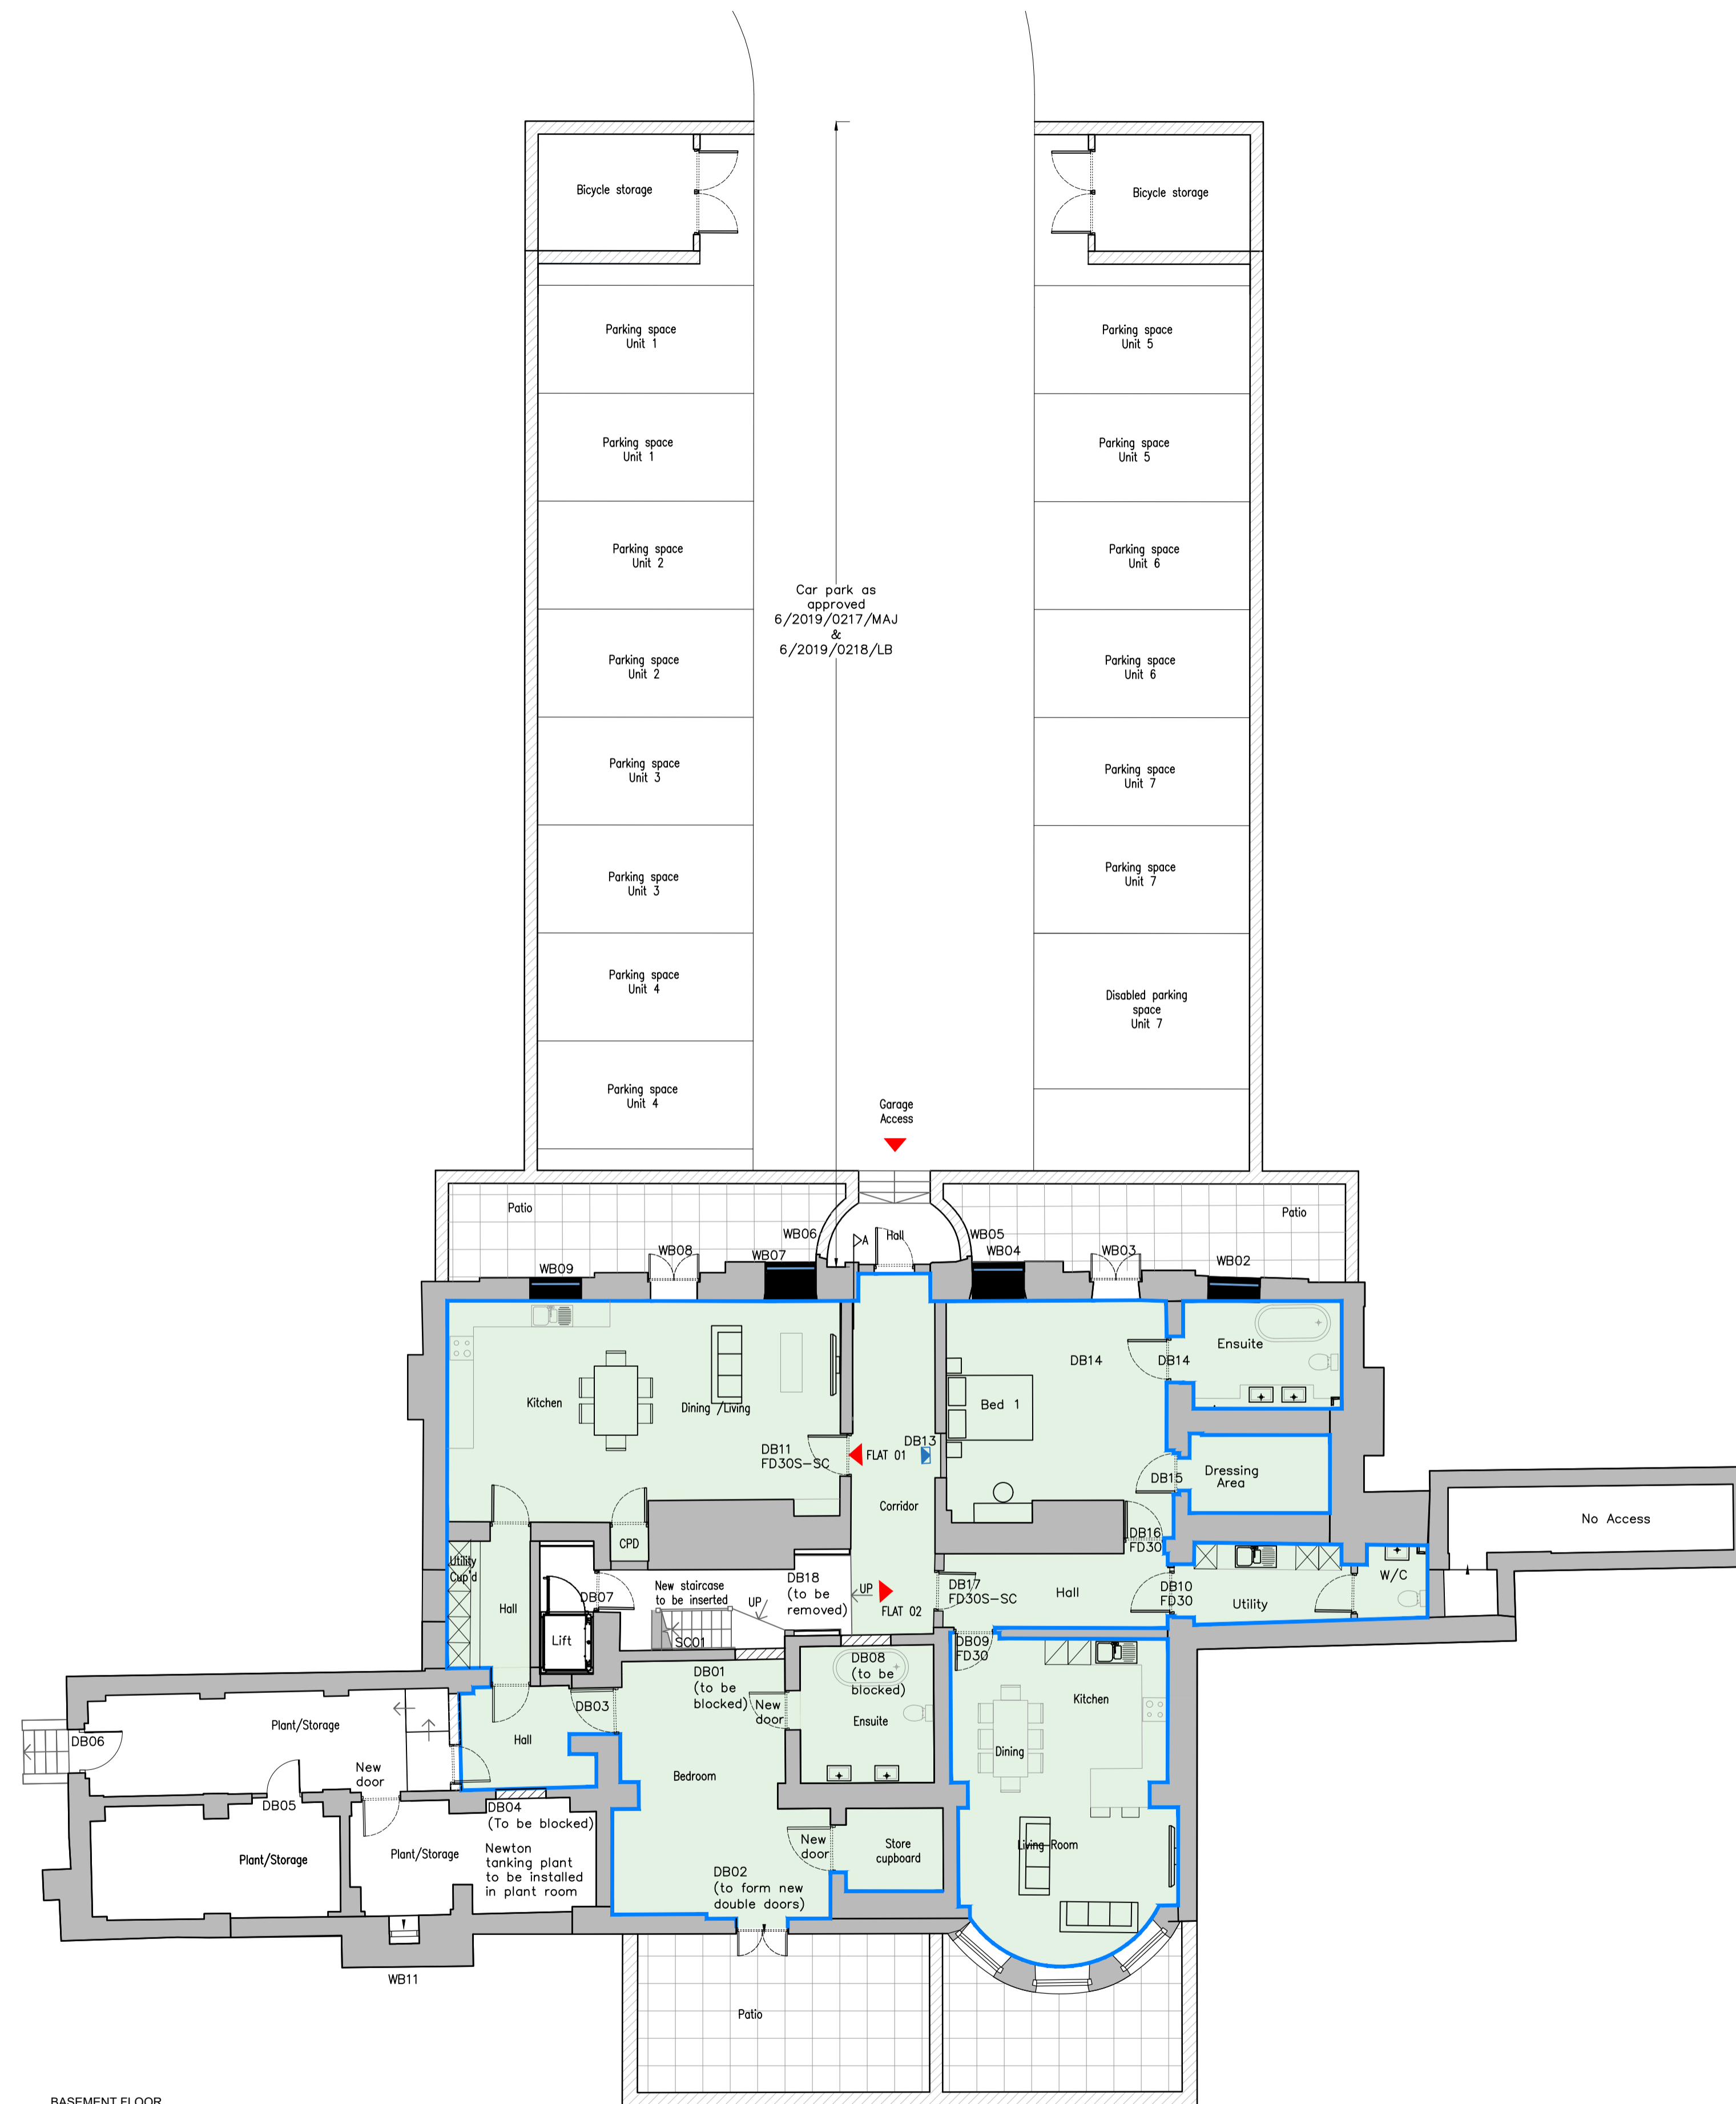 Bicycle storage
Bicycle storage
Parking space
Unit 1
Parking space
Unit 5
Parking space
Unit 1
Parking space
Unit 5
Parking space
Unit 2
Parking space
Unit 6
Car park as
approved
6/2019/0217/MAJ
&
6/2019/0218/LB
Parking space
Unit 2
Parking space
Unit 6
Parking space
Unit 3
Parking space
Unit 7
Parking space
Unit 3
Parking space
Unit 7
Parking space
Unit 4
Disabled parking
space
Unit 7
Parking space
Unit 4
Garage
Access
Patio
Patio
WB06
A
Hall
WB05
WB09
WB08
WB07
WB04
WB03
WB02
Ensuite
DB14
DB14
Kitchen
Dining /Living
Bed 1
DB11
FD30S-SC
FLAT 01
DB13
DB15
Dressing
Area
Corridor
No Access
CPD
DB16
FD30
Utility
Cup'd
Hall
DB07
New staircase
to be inserted
UP
DB18
(to be
removed)
UP
FLAT 02
DB17
FD30S-SC
Hall
DB10
FD30
Utility
W/C
Lift
SC01
DB09
FD30
DB01
(to be
blocked)
DB08
(to be
blocked)
DB03
New
door
Ensuite
Kitchen
Plant/Storage
DB06
Hall
Dining
New
door
Bedroom
DB05
DB04
(To be blocked)
Plant/Storage
Plant/Storage
Newton
tanking plant
to be installed
in plant room
New
door
Store
cupboard
Living Room
DB02
(to form new
double doors)
WB11
Patio
BASEMENT FLOOR